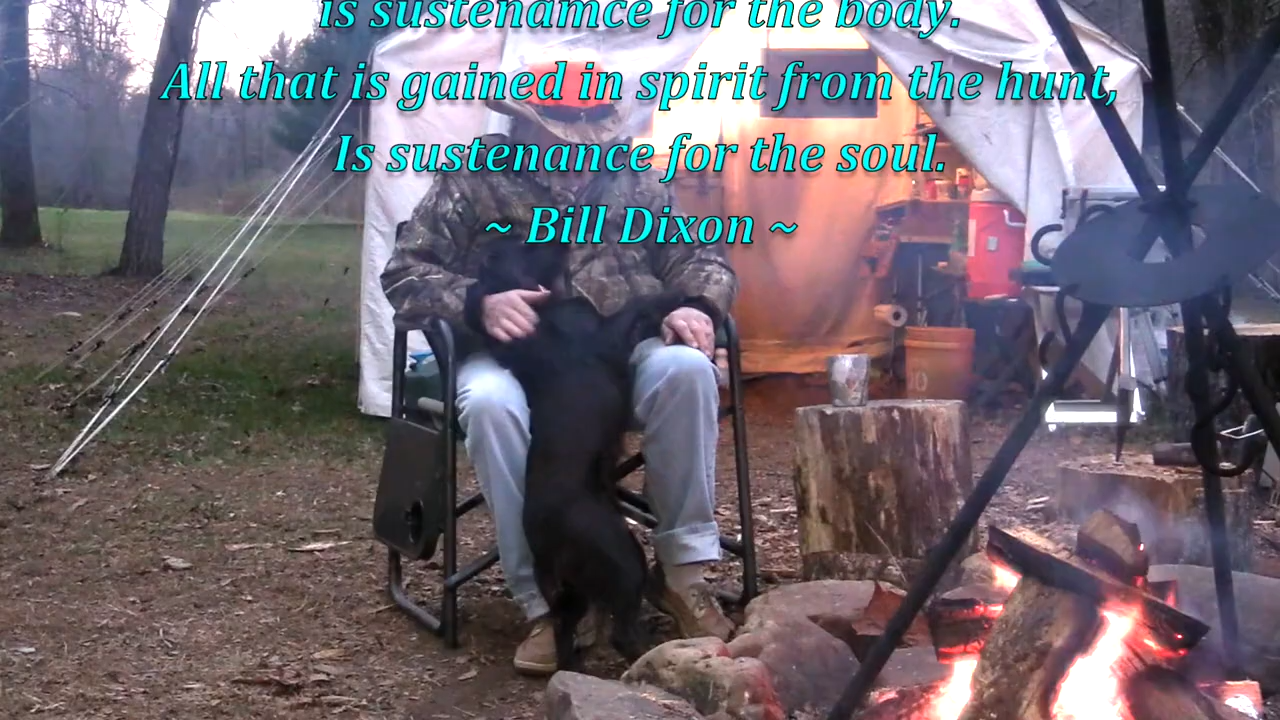 is sustenamce for the body.
All that is gained in spirit from the hunt,
Is sustenance for the soul.
~ Bill Dixon ~